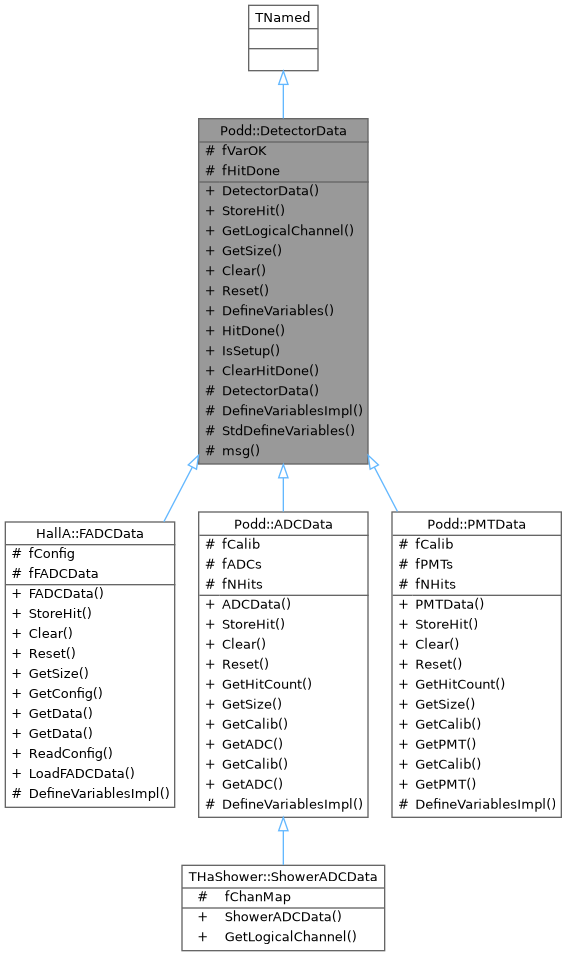 TNamed
Podd::DetectorData
# fVarOK
# fHitDone
+ DetectorData()
+ StoreHit()
+ GetLogicalChannel()
+ GetSize()
+ Clear()
+ Reset()
+ DefineVariables()
+ HitDone()
+ IsSetup()
+ ClearHitDone()
# DetectorData()
# DefineVariablesImpl()
# StdDefineVariables()
# msg()
HallA::FADCData
# fConfig
# fFADCData
+ FADCData()
+ StoreHit()
+ Clear()
+ Reset()
+ GetSize()
+ GetConfig()
+ GetData()
+ GetData()
+ ReadConfig()
+ LoadFADCData()
# DefineVariablesImpl()
Podd::ADCData
# fCalib
# fADCs
# fNHits
+ ADCData()
+ StoreHit()
+ Clear()
+ Reset()
+ GetHitCount()
+ GetSize()
+ GetCalib()
+ GetADC()
+ GetCalib()
+ GetADC()
# DefineVariablesImpl()
Podd::PMTData
# fCalib
# fPMTs
# fNHits
+ PMTData()
+ StoreHit()
+ Clear()
+ Reset()
+ GetHitCount()
+ GetSize()
+ GetCalib()
+ GetPMT()
+ GetCalib()
+ GetPMT()
# DefineVariablesImpl()
THaShower::ShowerADCData
# fChanMap
+ ShowerADCData()
+ GetLogicalChannel()